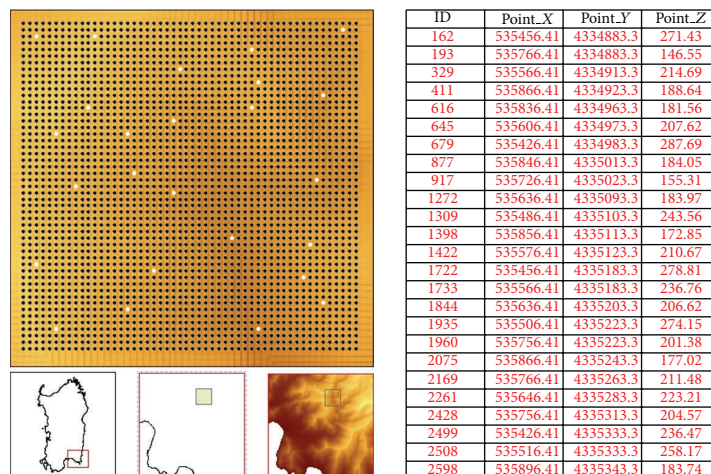 ID Point_X Point_Y Point_Z
162 535456.41 4334883.3 271.43
193 535766.41 4334883.3 146.55
329 535566.41 4334913.3 214.69
411 535866.41 4334923.3 188.64
616 535836.41 4334963.3 181.56
645 535606.41 4334973.3 207.62
679 535426.41 4334983.3 287.69
877 535846.41 4335013.3 184.05
917 535726.41 4335023.3 155.31
1272 535636.41 4335093.3 183.97
1309 535486.41 4335103.3 243.56
1398 535856.41 4335113.3 172.85
1422 535576.41 4335123.3 210.67
1722 535456.41 4335183.3 278.81
1733 535566.41 4335183.3 236.76
1844 535636.41 4335203.3 206.62
1935 535506.41 4335223.3 274.15
1960 535756.41 4335223.3 201.38
2075 535866.41 4335243.3 177.02
2169 535766.41 4335263.3 211.48
2261 535646.41 4335283.3 223.21
2428 535756.41 4335313.3 204.57
2499 535426.41 4335333.3 236.47
2508 535516.41 4335333.3 258.17
2598 535896.41 4335343.3 183.74